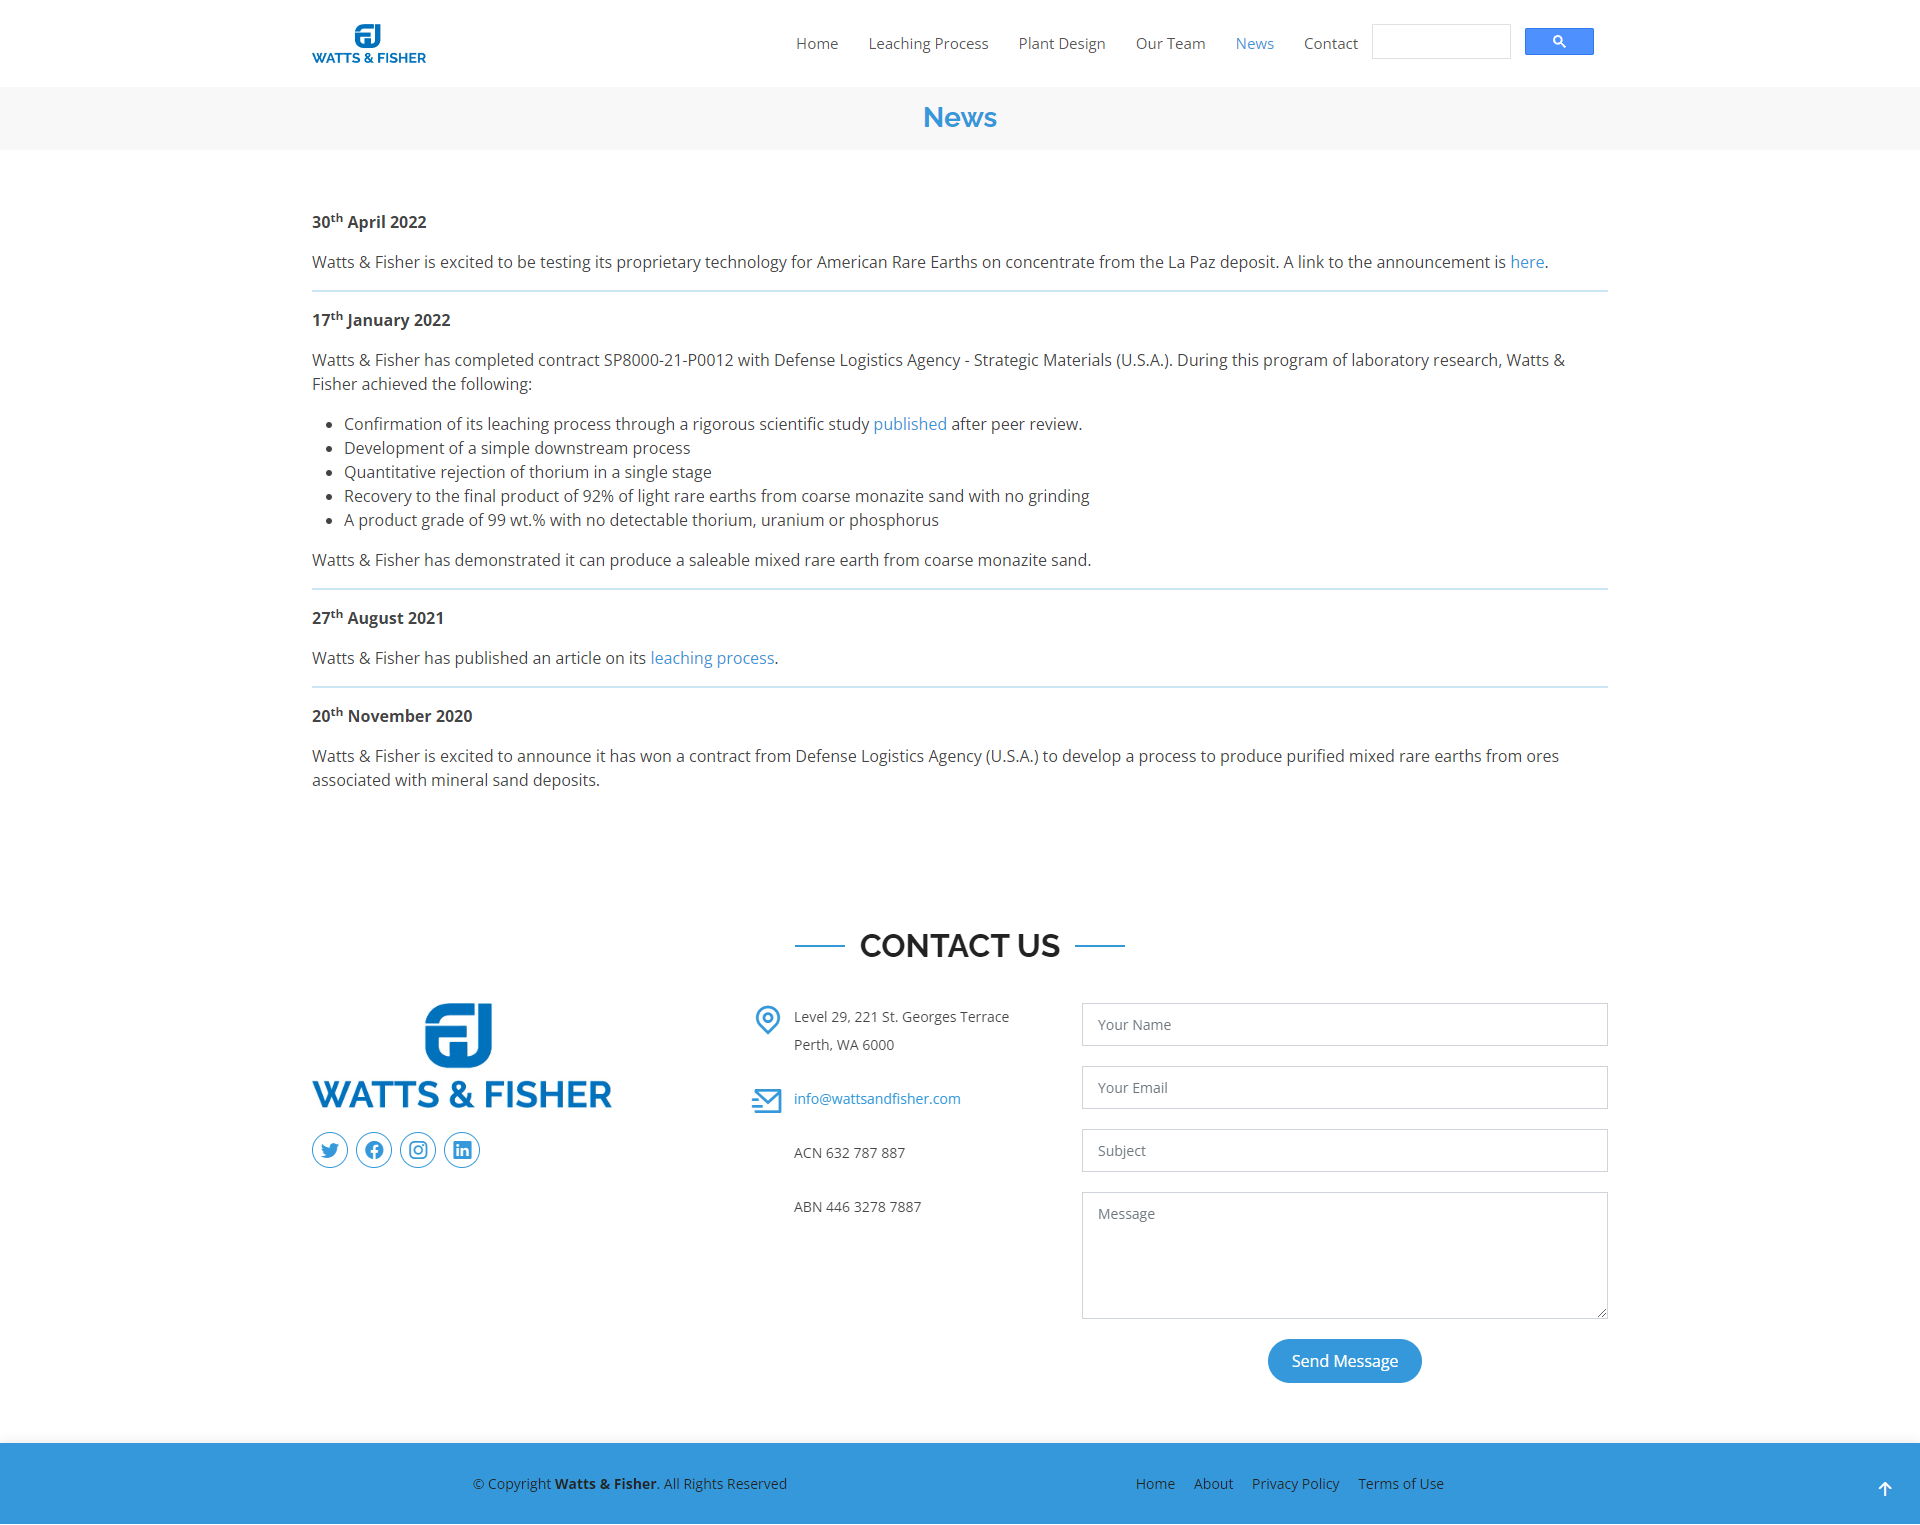 WATTS & FISHER
Home
Leaching Process
Plant Design
Our Team
News
Contact
News
30th April 2022
Watts & Fisher is excited to be testing its proprietary technology for American Rare Earths on concentrate from the La Paz deposit. A link to the announcement is here.
17th January 2022
Watts & Fisher has completed contract SP8000-21-P0012 with Defense Logistics Agency - Strategic Materials (U.S.A.). During this program of laboratory research, Watts &
Fisher achieved the following:
• Confirmation of its leaching process through a rigorous scientific study published after peer review.
• Development of a simple downstream process
• Quantitative rejection of thorium in a single stage
• Recovery to the final product of 92% of light rare earths from coarse monazite sand with no grinding
• A product grade of 99 wt.% with no detectable thorium, uranium or phosphorus
Watts & Fisher has demonstrated it can produce a saleable mixed rare earth from coarse monazite sand.
27th August 2021
Watts & Fisher has published an article on its leaching process.
20th November 2020
Watts & Fisher is excited to announce it has won a contract from Defense Logistics Agency (U.S.A.) to develop a process to produce purified mixed rare earths from ores
associated with mineral sand deposits.
CONTACT US
WATTS & FISHER
Level 29, 221 St. Georges Terrace
Perth, WA 6000
info@wattsandfisher.com
ACN 632 787 887
ABN 446 3278 7887
Your Name
Your Email
Subject
Message
Send Message
© Copyright Watts & Fisher. All Rights Reserved
Home
About
Privacy Policy
Terms of Use